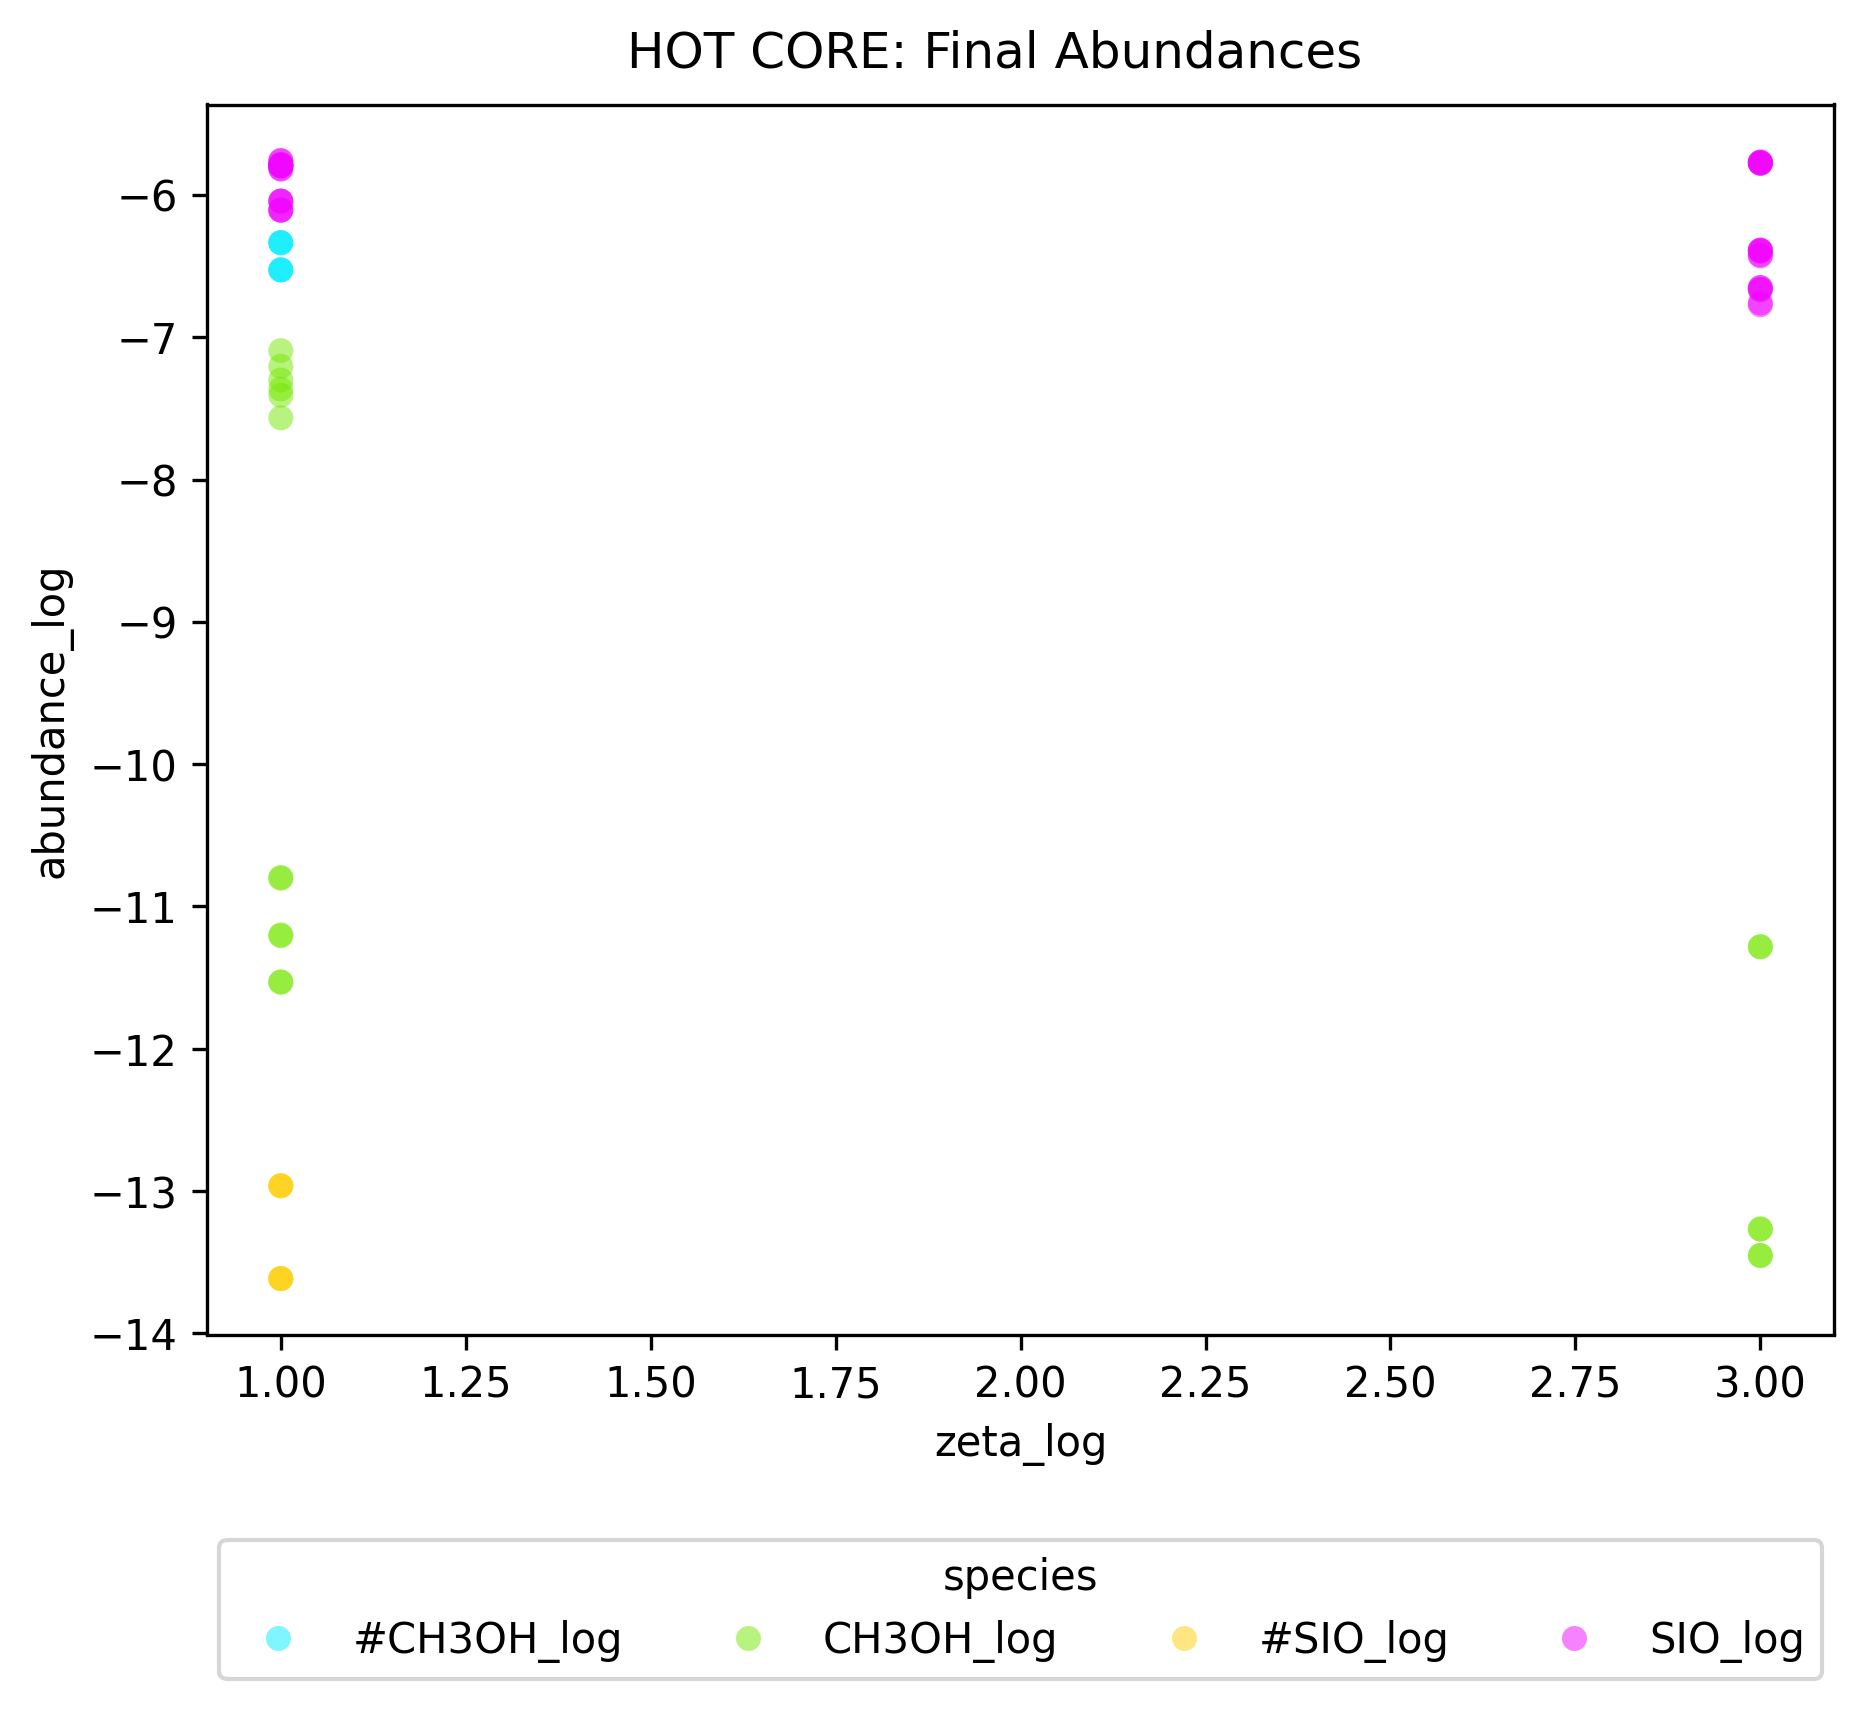 HOT CORE: Final Abundances
abundance_log
−6
−7
−8
−9
−10
−11
−12
−13
−14
1.00 1.25 1.50 1.75 2.00 2.25 2.50 2.75 3.00
zeta_log
species
#CH3OH_log CH3OH_log #SIO_log SIO_log